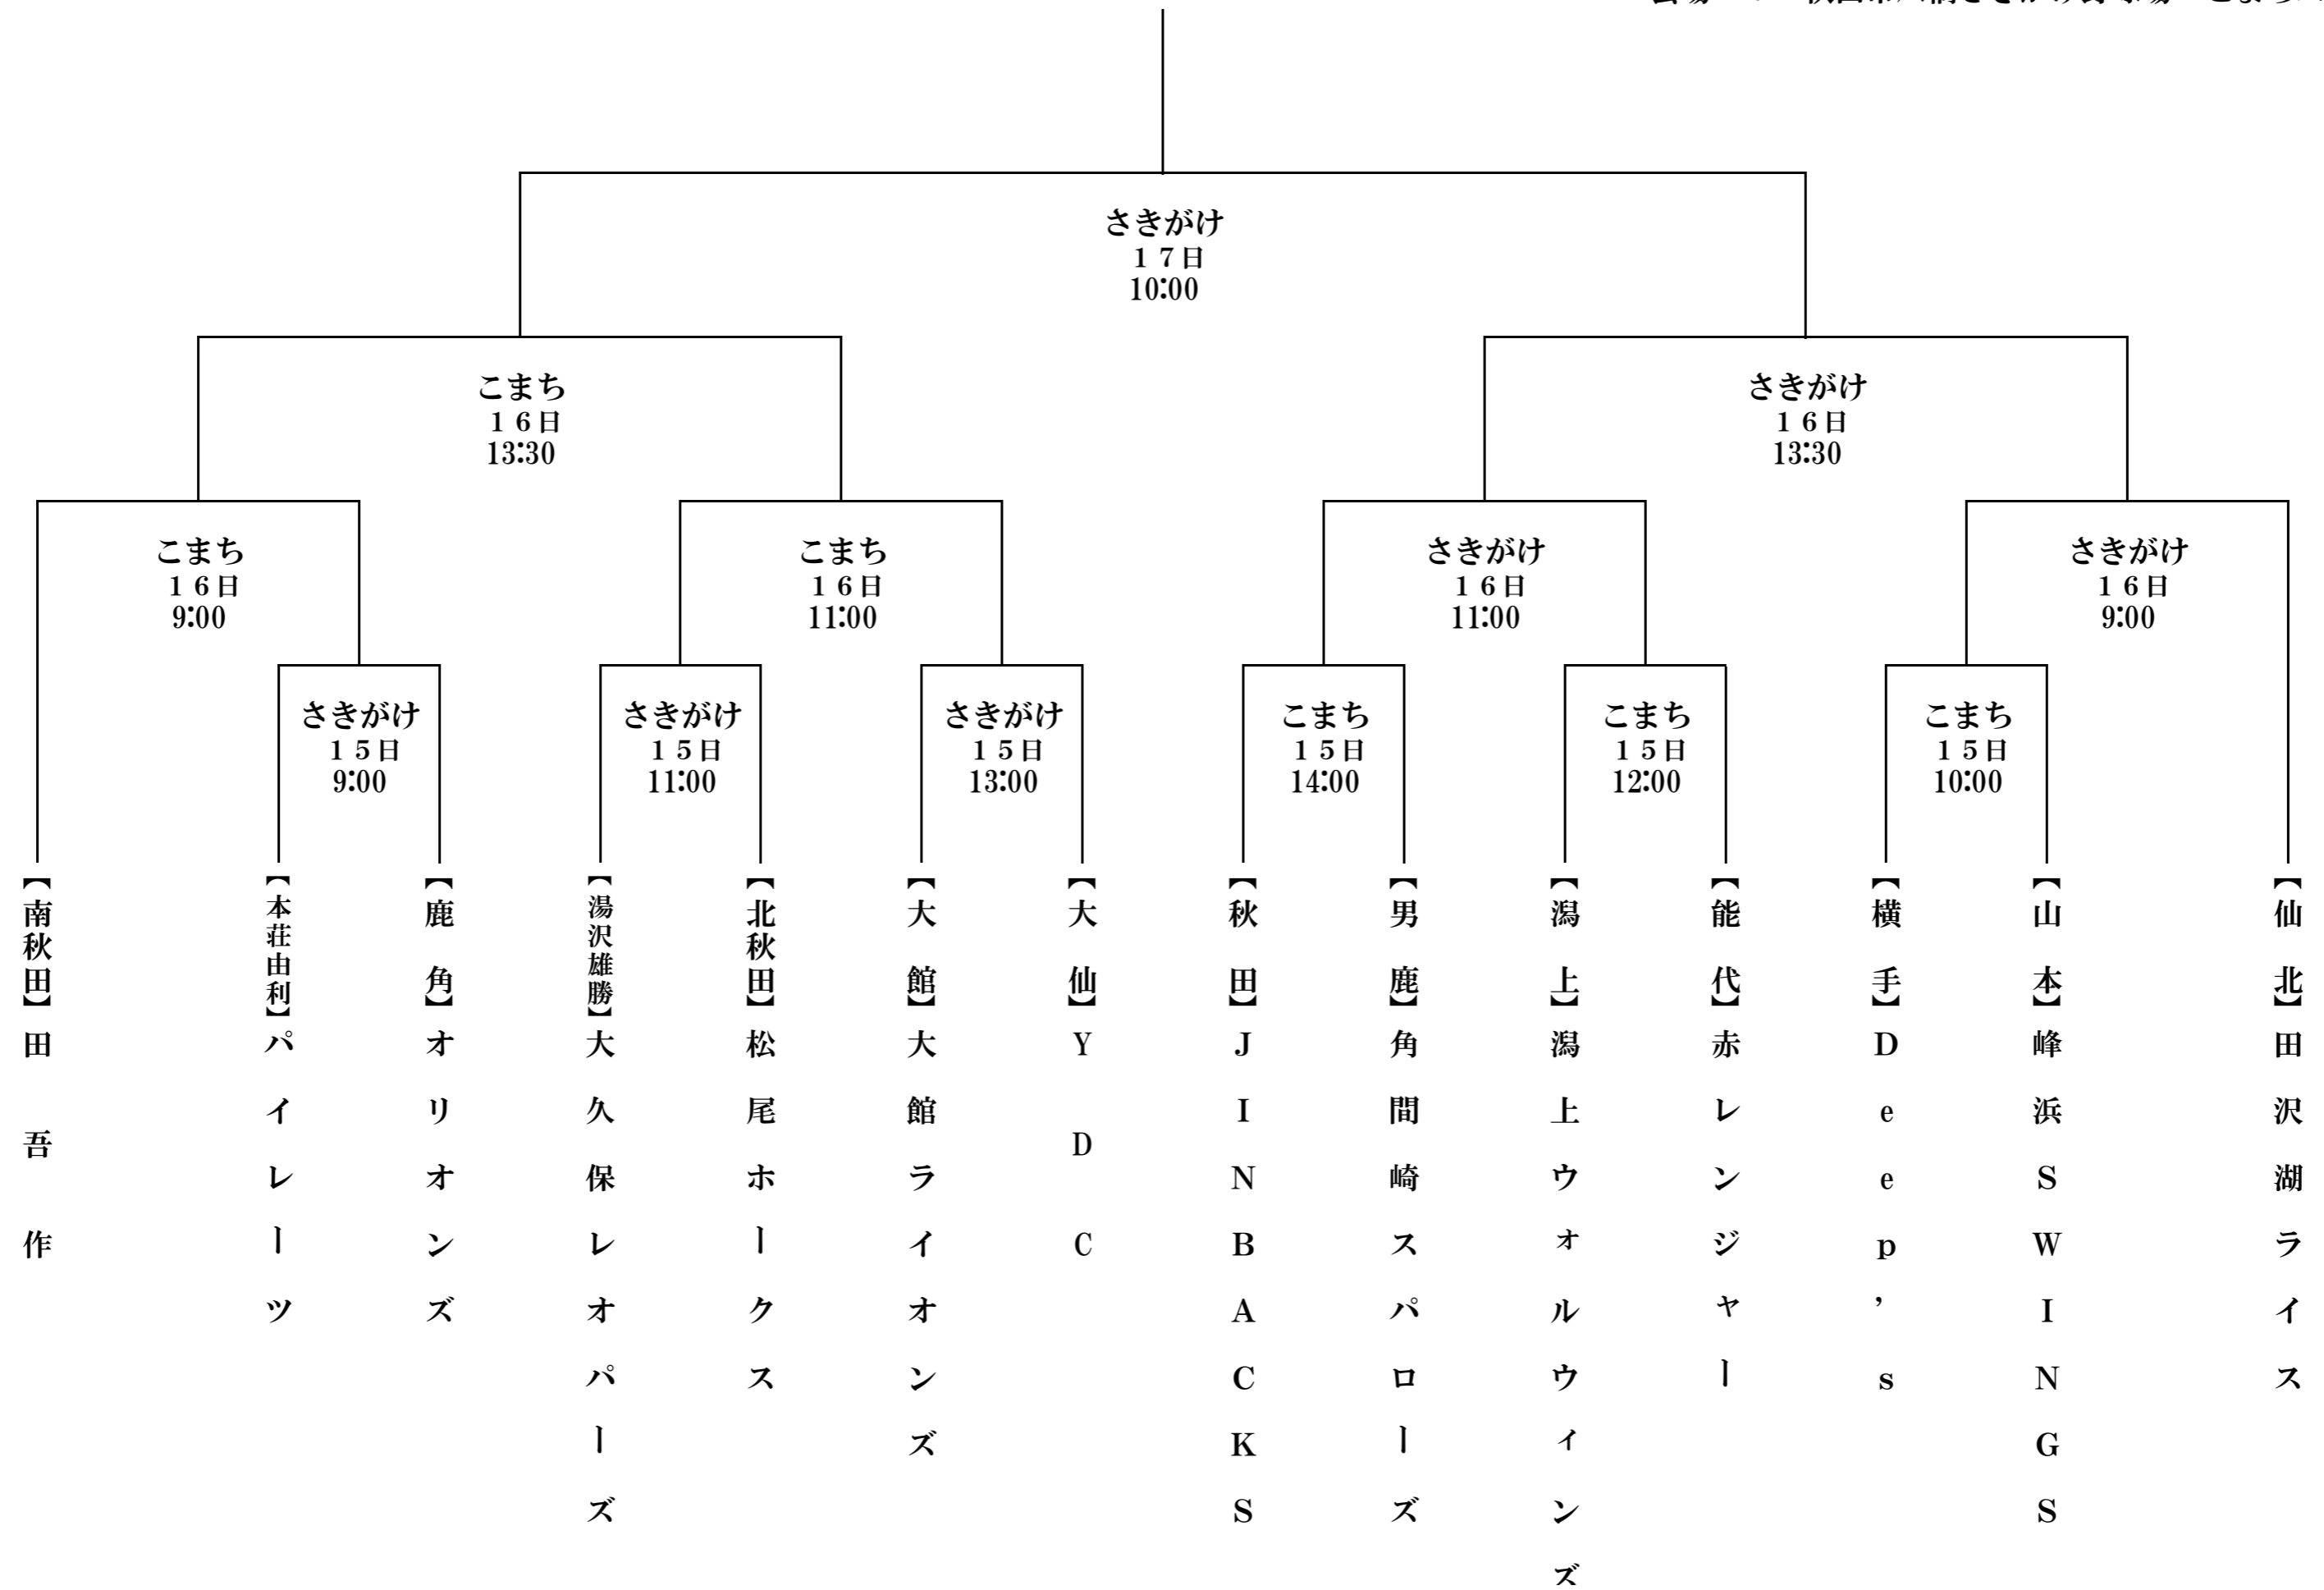 さきがけ
１７日
10:00
こまち
１６日
13:30
さきがけ
１６日
13:30
こまち
１６日
9:00
こまち
１６日
11:00
さきがけ
１６日
11:00
さきがけ
１６日
9:00
さきがけ
１５日
9:00
さきがけ
１５日
11:00
さきがけ
１５日
13:00
こまち
１５日
14:00
こまち
１５日
12:00
こまち
１５日
10:00
【南秋田】田吾作
【本荘由利】パイレーツ
【鹿角】オリオンズ
【湯沢雄勝】大久保レオパーズ
【北秋田】松尾ホークス
【大館】大館ライオンズ
【大仙】YDC
【秋田】JINBACKS
【男鹿】角間崎スパローズ
【潟上】潟上ウォルウィンズ
【能代】赤レンジャー
【横手】Deep’s
【山本】峰浜SWINGS
【仙北】田沢湖ライス